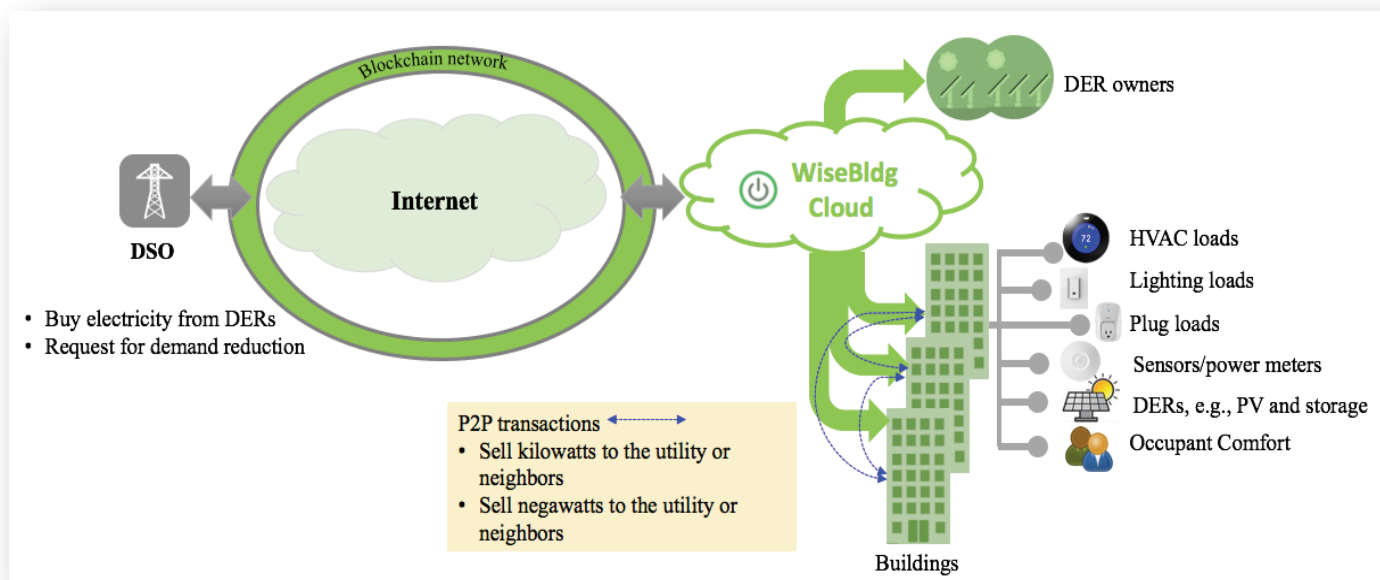 Blockchain network
Internet
DSO
• Buy electricity from DERs
• Request for demand reduction
WiseBldg
Cloud
DER owners
72
HVAC loads
Lighting loads
Plug loads
Sensors/power meters
DERs, e.g., PV and storage
Occupant Comfort
P2P transactions
• Sell kilowatts to the utility or
neighbors
• Sell negawatts to the utility or
neighbors
Buildings